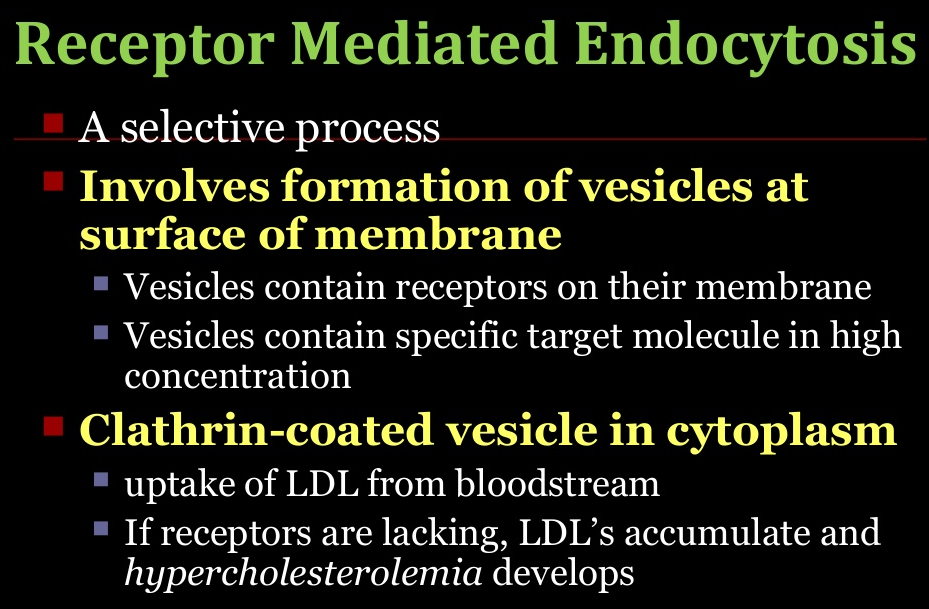 Receptor Mediated Endocytosis
A selective process
Involves formation of vesicles at
surface of membrane
Vesicles contain receptors on their membrane
Vesicles contain specific target molecule in high
concentration
Clathrin-coated vesicle in cytoplasm
uptake of LDL from bloodstream
If receptors are lacking, LDL’s accumulate and
hypercholesterolemia develops